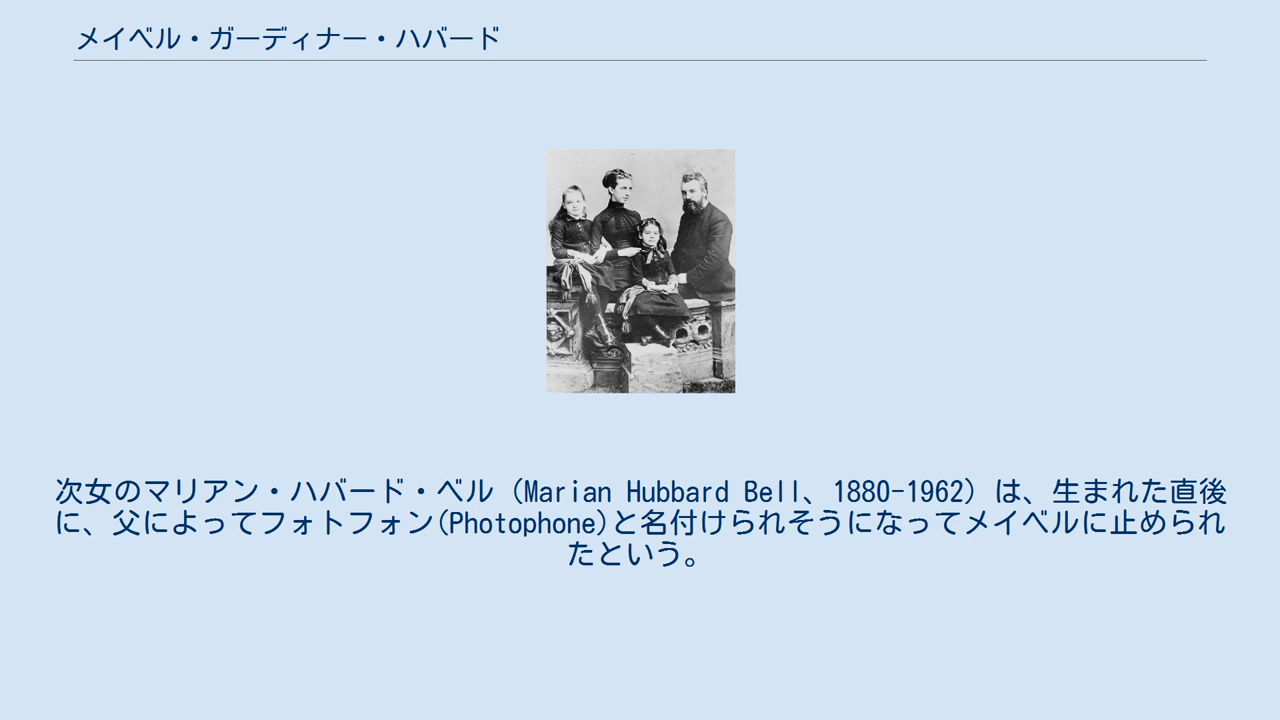 メイベル・ガーディナー・ハバード
次女のマリアン・ハバード・ベル（Marian Hubbard Bell、1880-1962）は、生まれた直後
に、父によってフォトフォン(Photophone)と名付けられそうになってメイベルに止められ
たという。